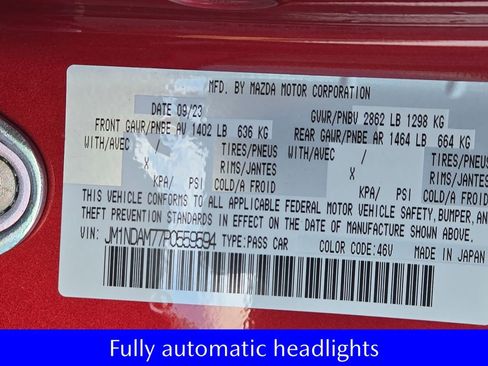 MFD. BY MAZDA MOTOR CORPORATION
DATE 09/23 GVWR/PNBV 2862 LB 1298 KG
FRONT GAWR/PNBE AV 1402 LB 636 KG REAR GAWR/PNBE AR 1464 LB 664 KG
WITH/AVEC / TIRES/PNEUS WITH/AVEC / TIRES/PNEUS
X RIMS/JANTES X RIMS/JANTES
KPA/ PSI COLD/A FROID KPA/ PSI COLD/A FROID
THIS VEHICLE CONFORMS TO ALL APPLICABLE FEDERAL MOTOR VEHICLE SAFETY, BUMPER, AN
THEFT PREVENTION STANDARDS IN EFFECT ON THE DATE OF MANUFACTURE SHOWN ABOVE.
VIN: JM1NDAM77P0559594 TYPE: PASS CAR COLOR CODE: 46V MADE IN JAPAN
Fully automatic headlights